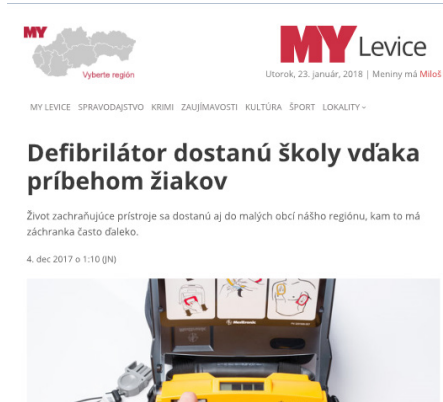 MY
Vyberte región
MY Levice
Utorok, 23. január, 2018 | Meniny má Miloš
MY LEVICE SPRAVODAJSTVO KRIMI ZAUJÍMAVOSTI KULTÚRA ŠPORT LOKALITY
Defibrilátor dostanú školy vďaka
príbehom žiakov
Život zachraňujúce prístroje sa dostanú aj do malých obcí nášho regiónu, kam to má
záchranka často ďaleko.
4. dec 2017 o 1:10 (JN)
Medtronic